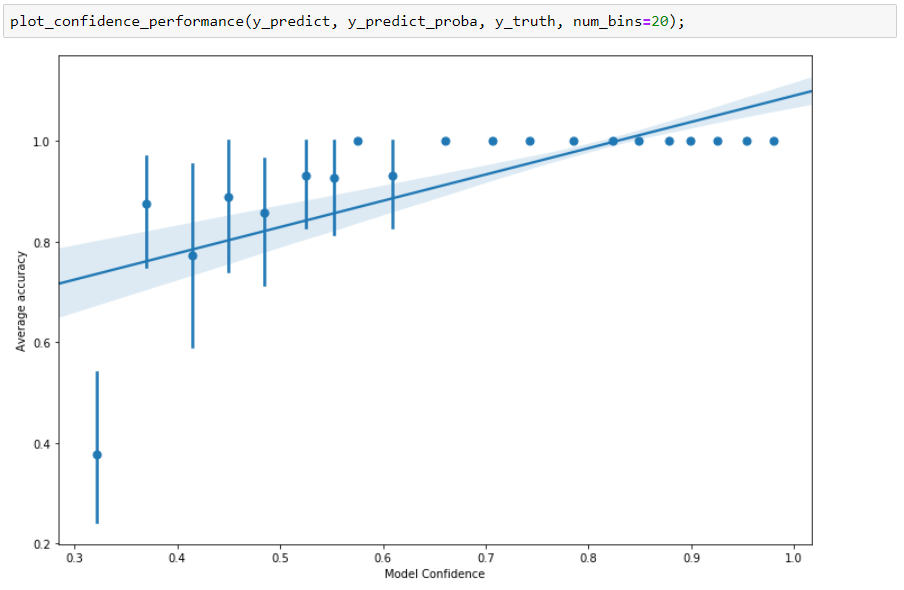 plot_confidence_performance(y_predict, y_predict_proba, y_truth, num_bins=20);
1.0
0.8
0.6
0.4
0.2
Average accuracy
0.3 0.4 0.5 0.6 0.7 0.8 0.9 1.0
Model Confidence